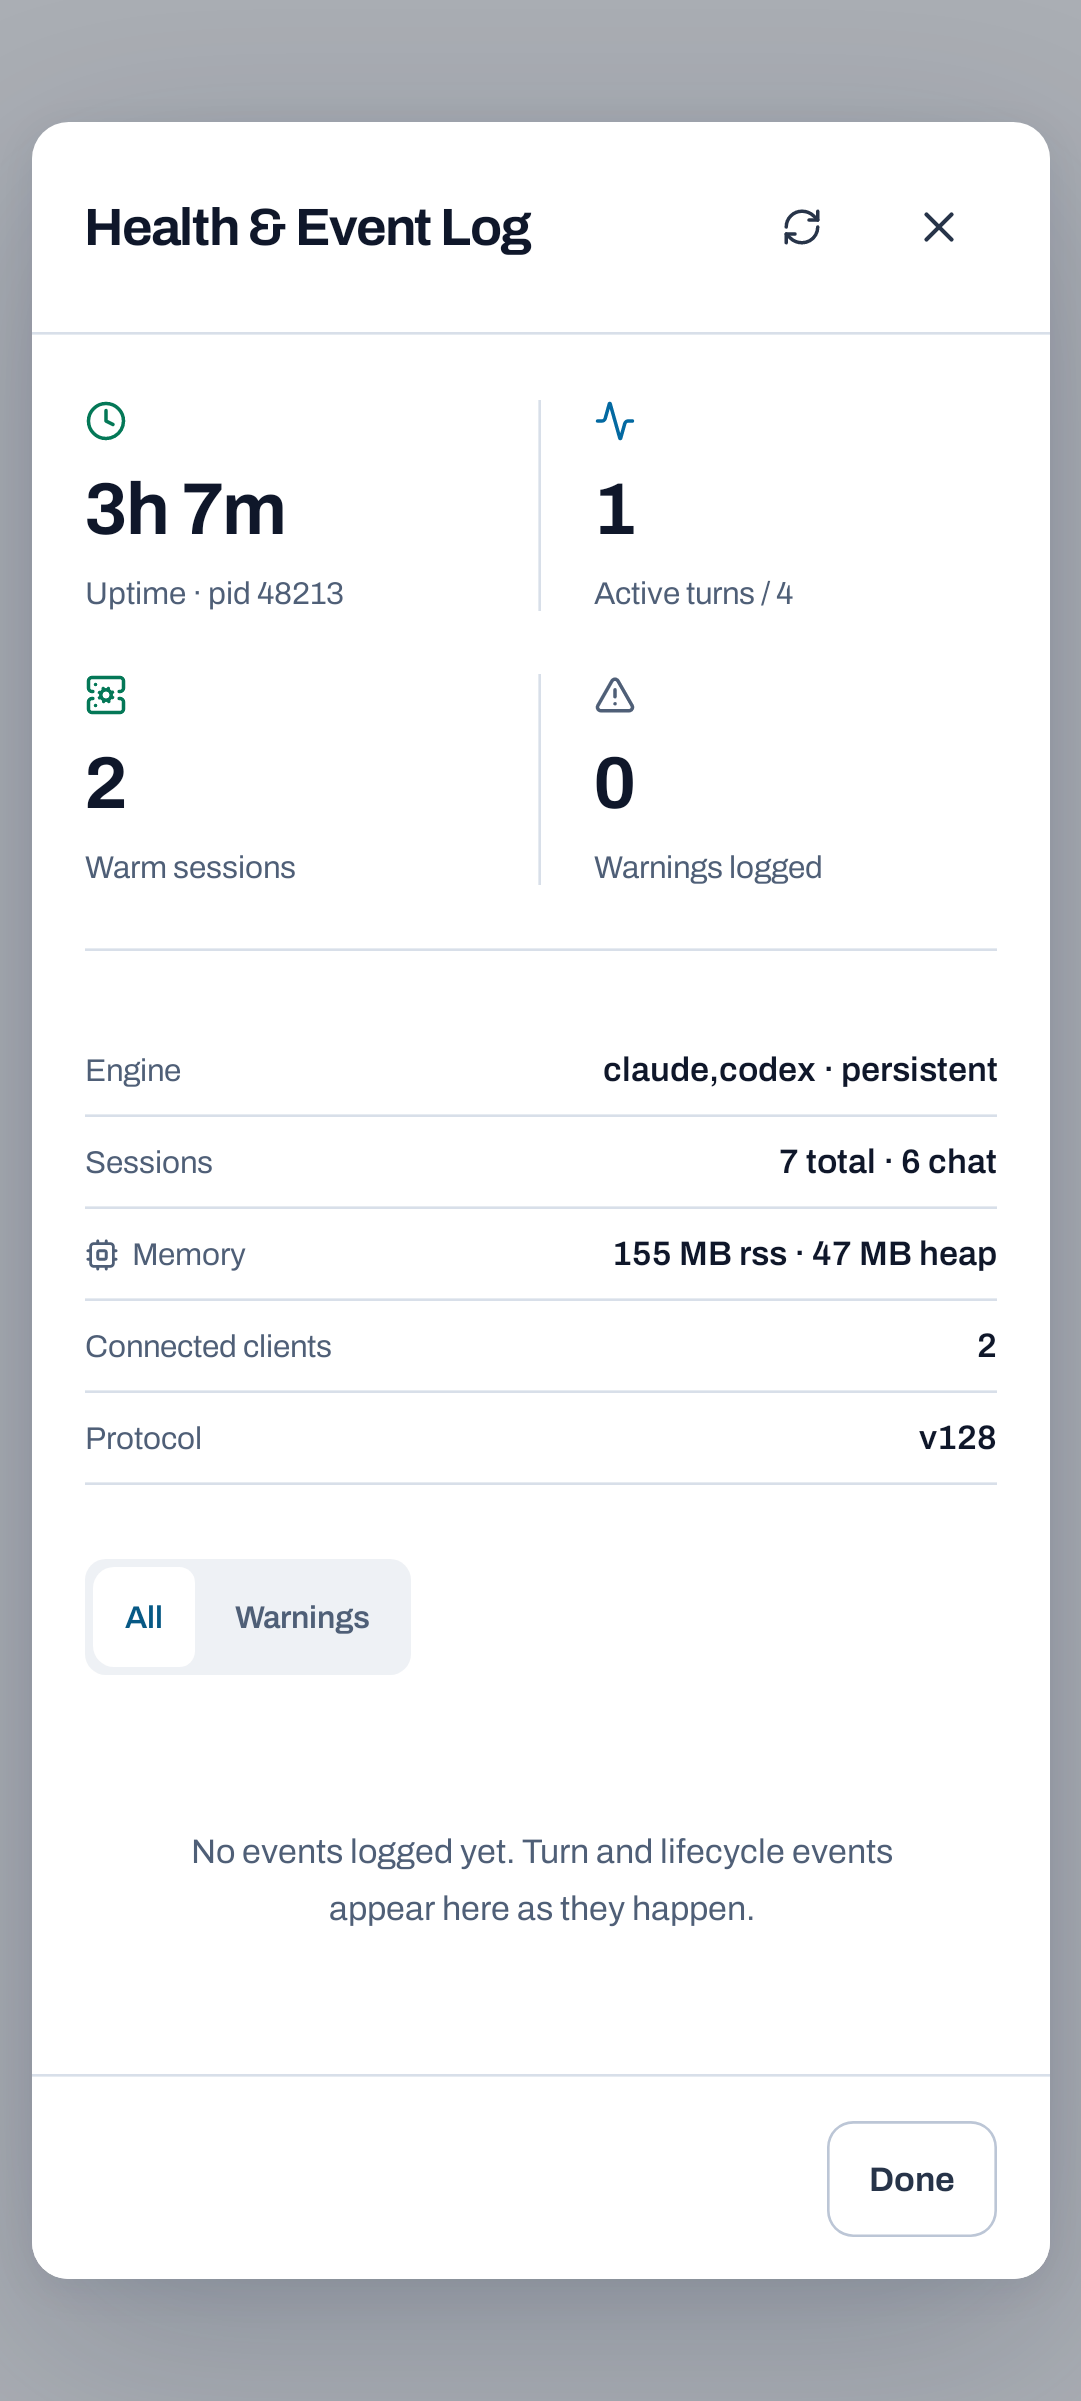 Health & Event Log
3h 7m
Uptime · pid 48213
1
Active turns / 4
2
Warm sessions
0
Warnings logged
Engine
claude,codex · persistent
Sessions
7 total · 6 chat
Memory
155 MB rss · 47 MB heap
Connected clients
2
Protocol
v128
All
Warnings
No events logged yet. Turn and lifecycle events
appear here as they happen.
Done